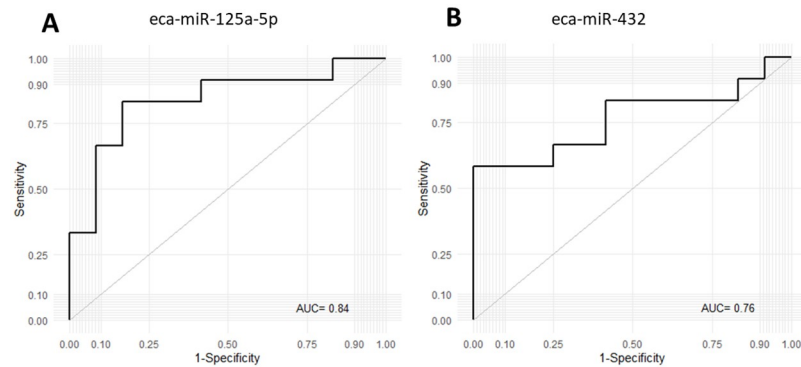 A
eca-miR-125a-5p
1.00
0.90
0.75
0.50
0.25
0.10
0.00
Sensitivity
AUC= 0.84
0.00 0.10 0.25 0.50 0.75 0.90 1.00
1-Specificity
B
eca-miR-432
1.00
0.90
0.75
0.50
0.25
0.10
0.00
Sensitivity
AUC= 0.76
0.00 0.10 0.25 0.50 0.75 0.90 1.00
1-Specificity